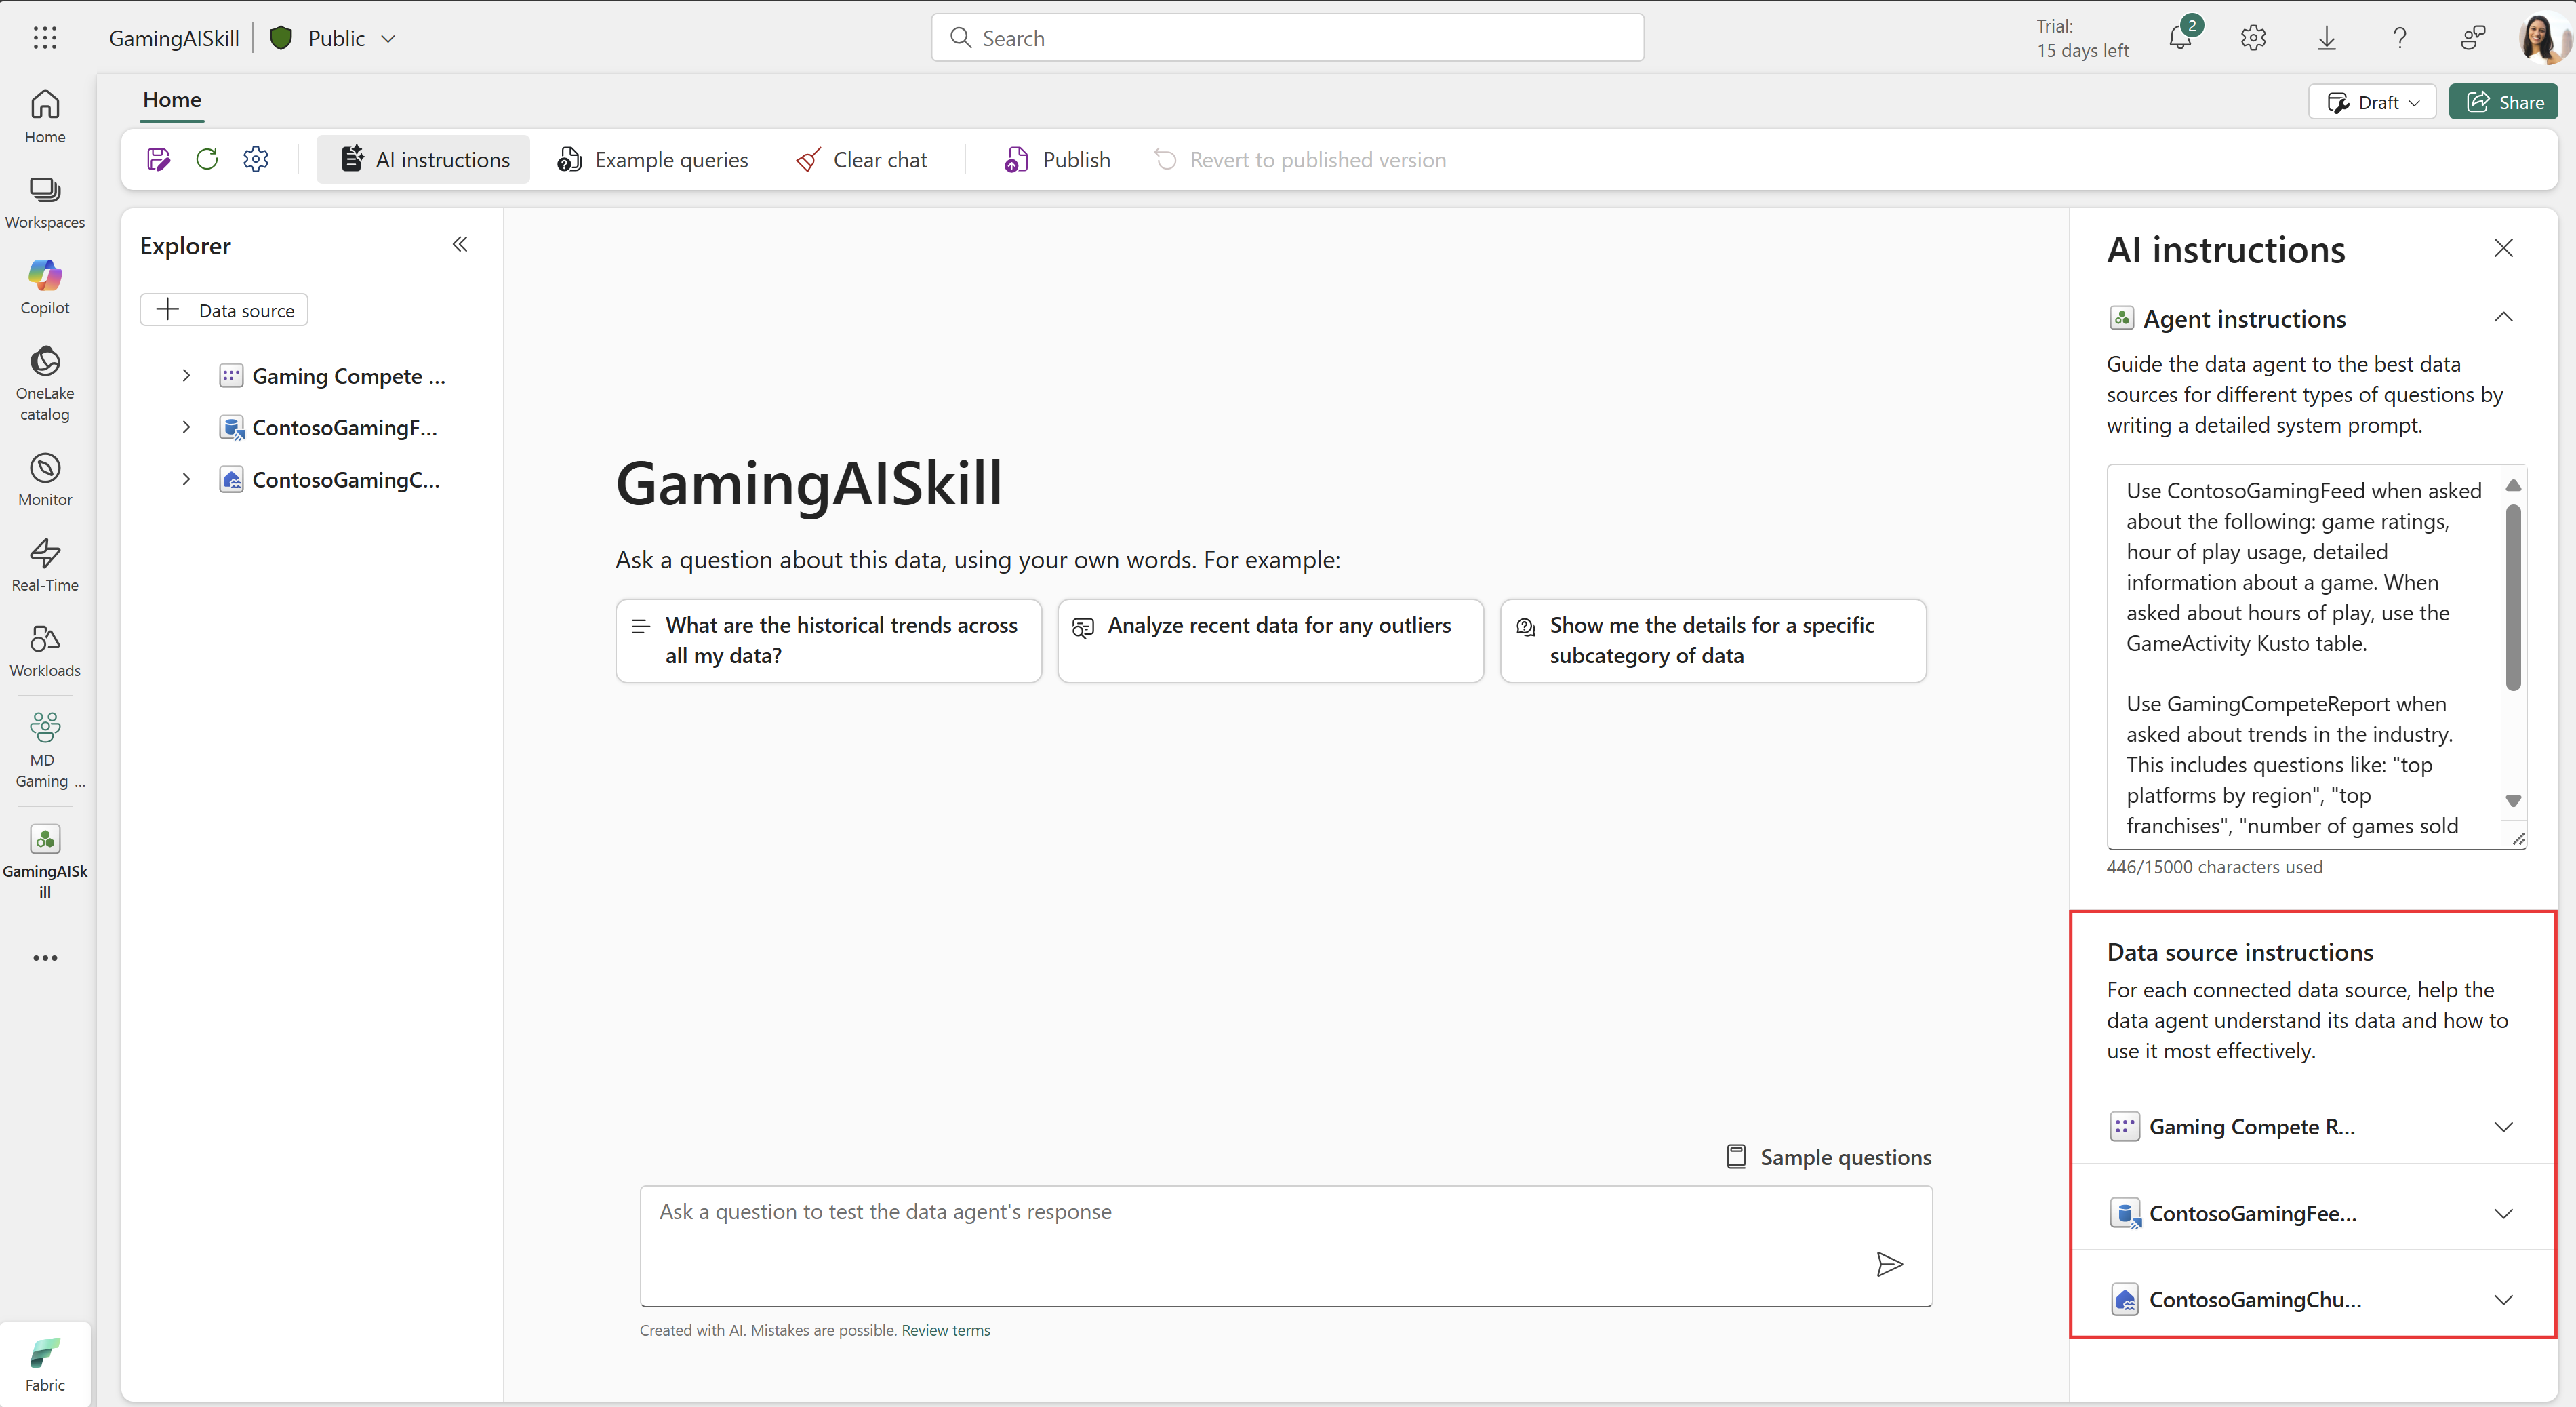 GamingAISkill
Public
Search
Trial:
15 days left
2
Home
Draft
Share
AI instructions
Example queries
Clear chat
Publish
Revert to published version
Home
Workspaces
Copilot
OneLake
catalog
Monitor
Real-Time
Workloads
MD-
Gaming-...
GamingAISk
ill
Fabric
Explorer
Data source
Gaming Compete ...
ContosoGamingF...
ContosoGamingC...
GamingAISkill
Ask a question about this data, using your own words. For example:
What are the historical trends across
all my data?
Analyze recent data for any outliers
Show me the details for a specific
subcategory of data
Sample questions
Ask a question to test the data agent's response
Created with AI. Mistakes are possible. Review terms
AI instructions
Agent instructions
Guide the data agent to the best data
sources for different types of questions by
writing a detailed system prompt.
Use ContosoGamingFeed when asked
about the following: game ratings,
hour of play usage, detailed
information about a game. When
asked about hours of play, use the
GameActivity Kusto table.
Use GamingCompeteReport when
asked about trends in the industry.
This includes questions like: "top
platforms by region", "top
franchises", "number of games sold
446/15000 characters used
Data source instructions
For each connected data source, help the
data agent understand its data and how to
use it most effectively.
Gaming Compete R...
ContosoGamingFee...
ContosoGamingChu...